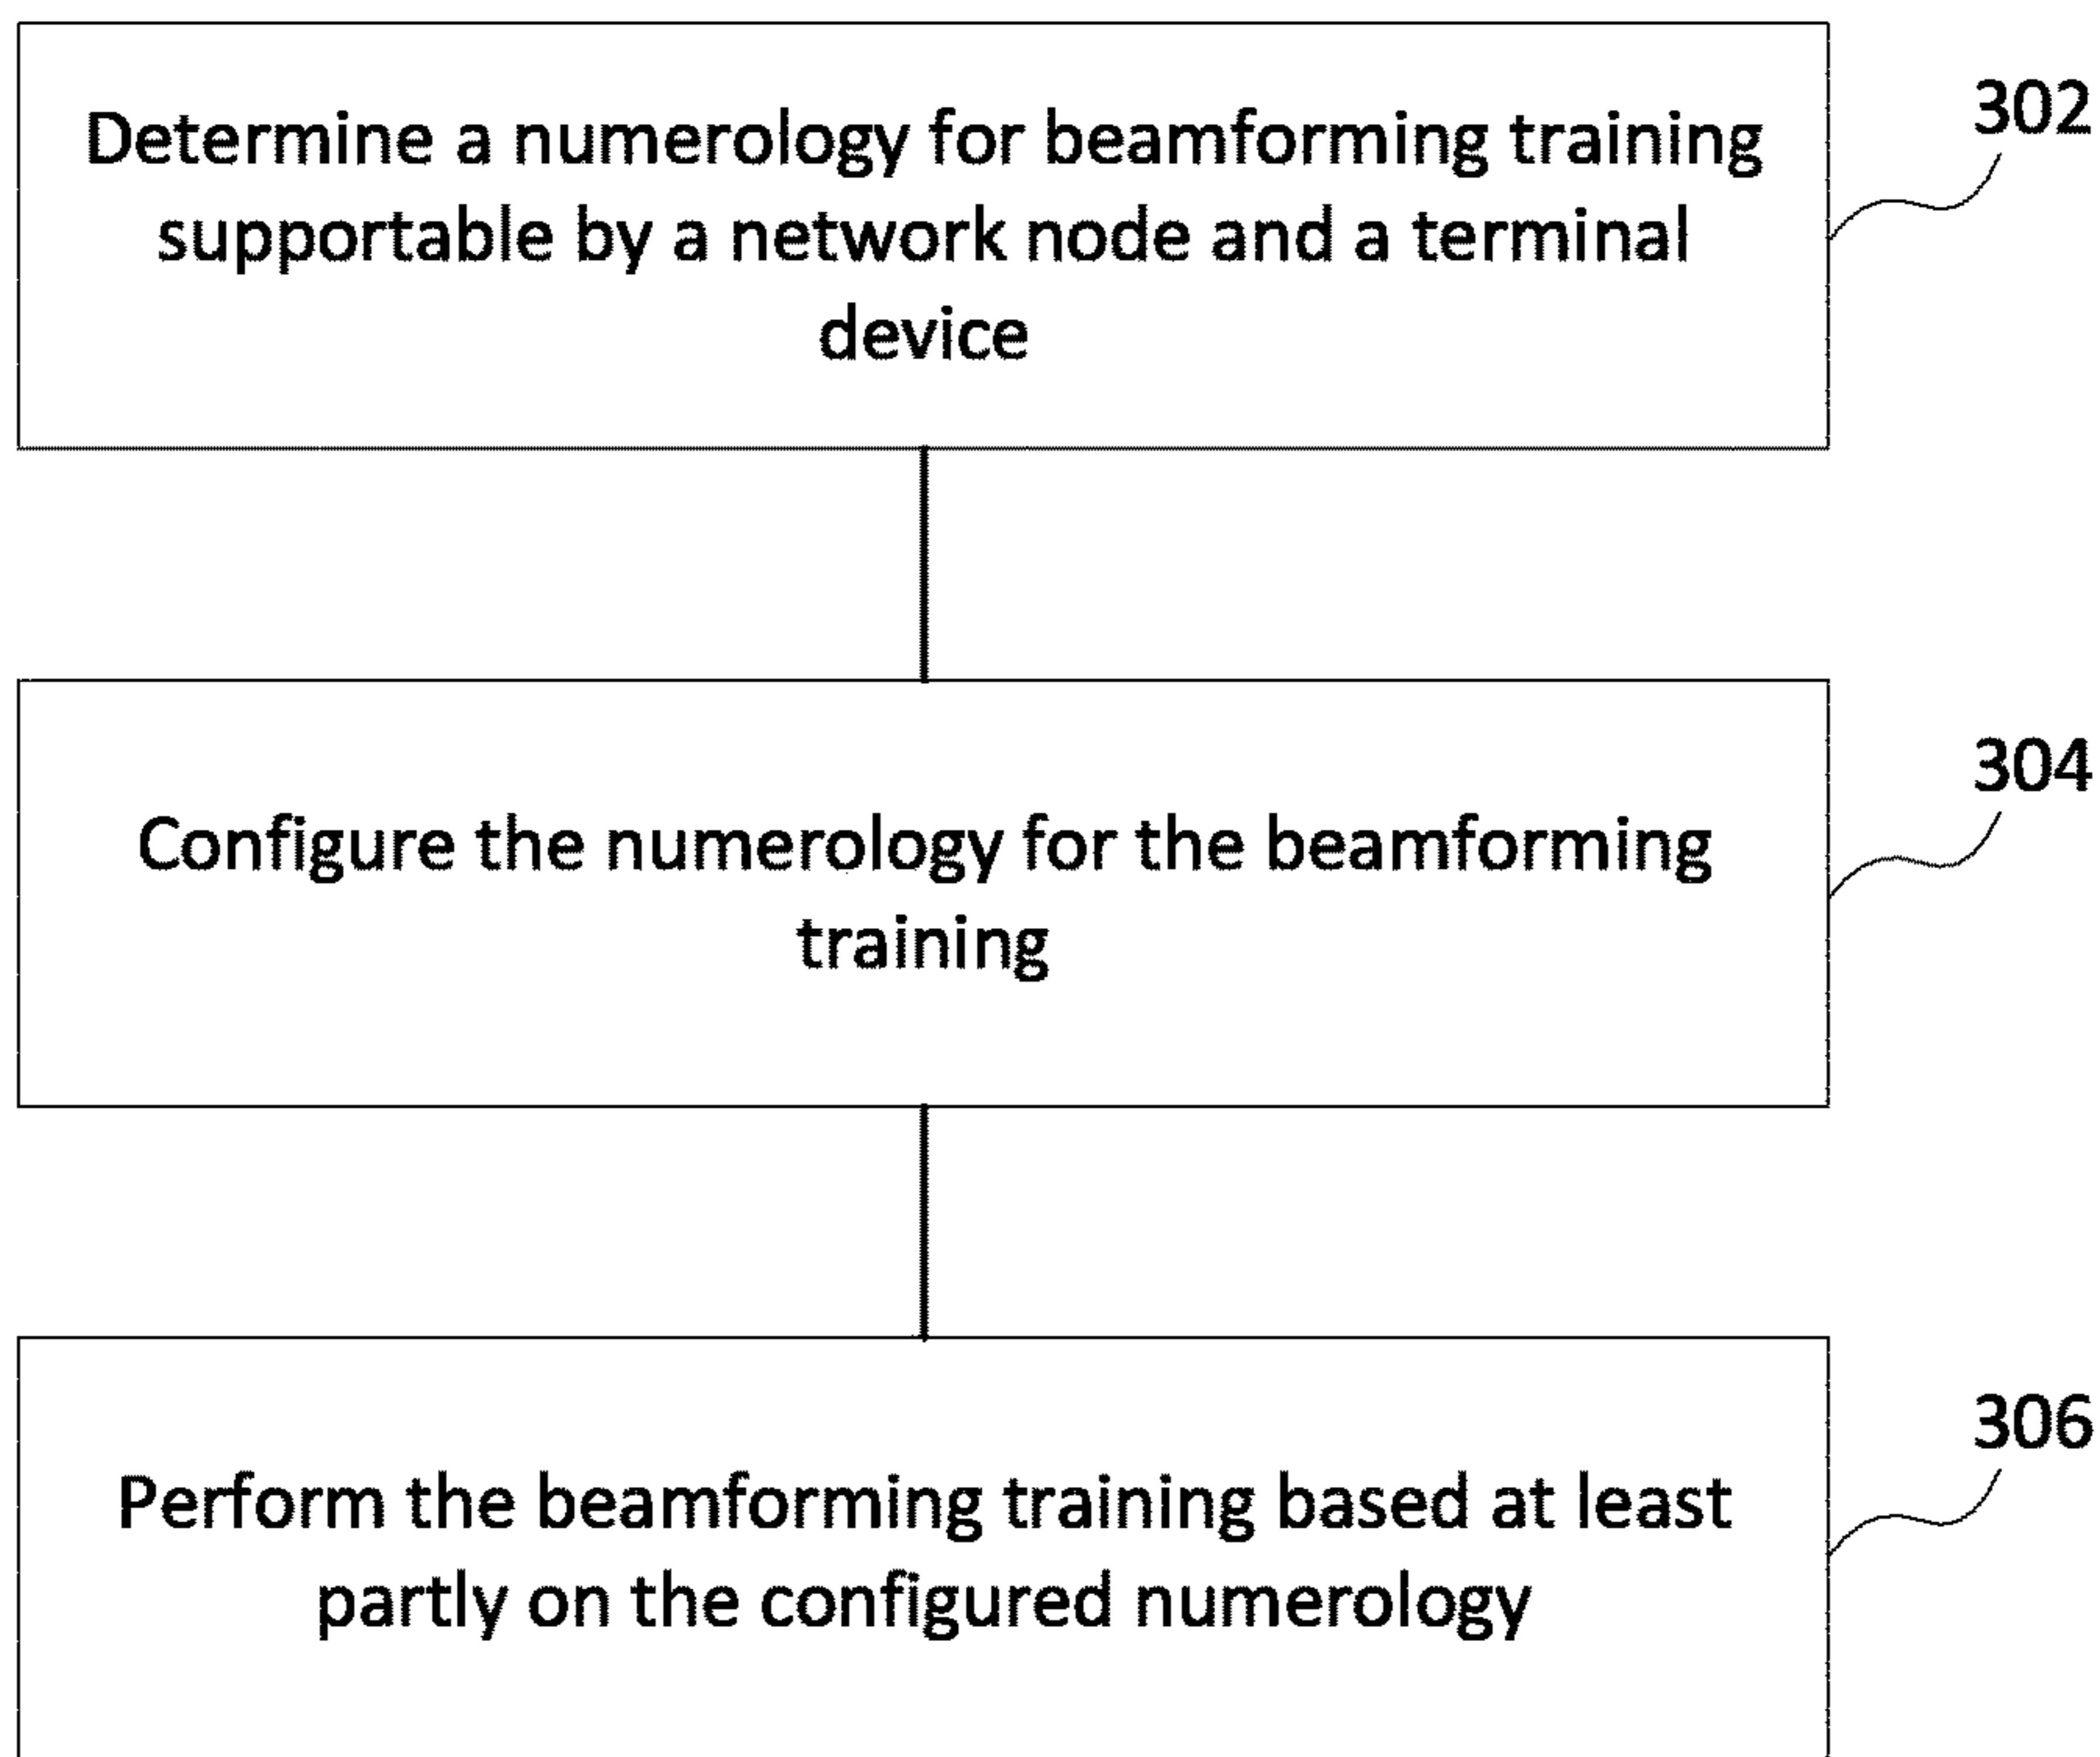 Determine a numerology for beamforming training
supportable by a network node and a terminal
device
302
Configure the numerology for the beamforming
training
304
Perform the beamforming training based at least
partly on the configured numerology
306